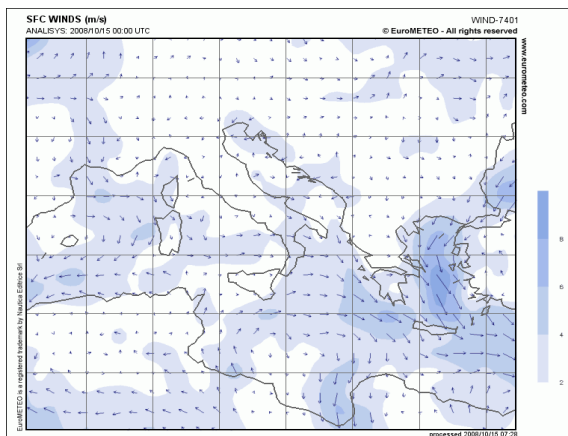 SFC WINDS (m/s)
WIND-7401
ANALISYS: 2008/10/15 00:00 UTC
© EuroMETEO - All rights reserved
www.eurometeo.com
8
6
4
2
EuroMETEO is a registered trademark by Nautica Editrice Srl
processed 2008/10/15 07:28